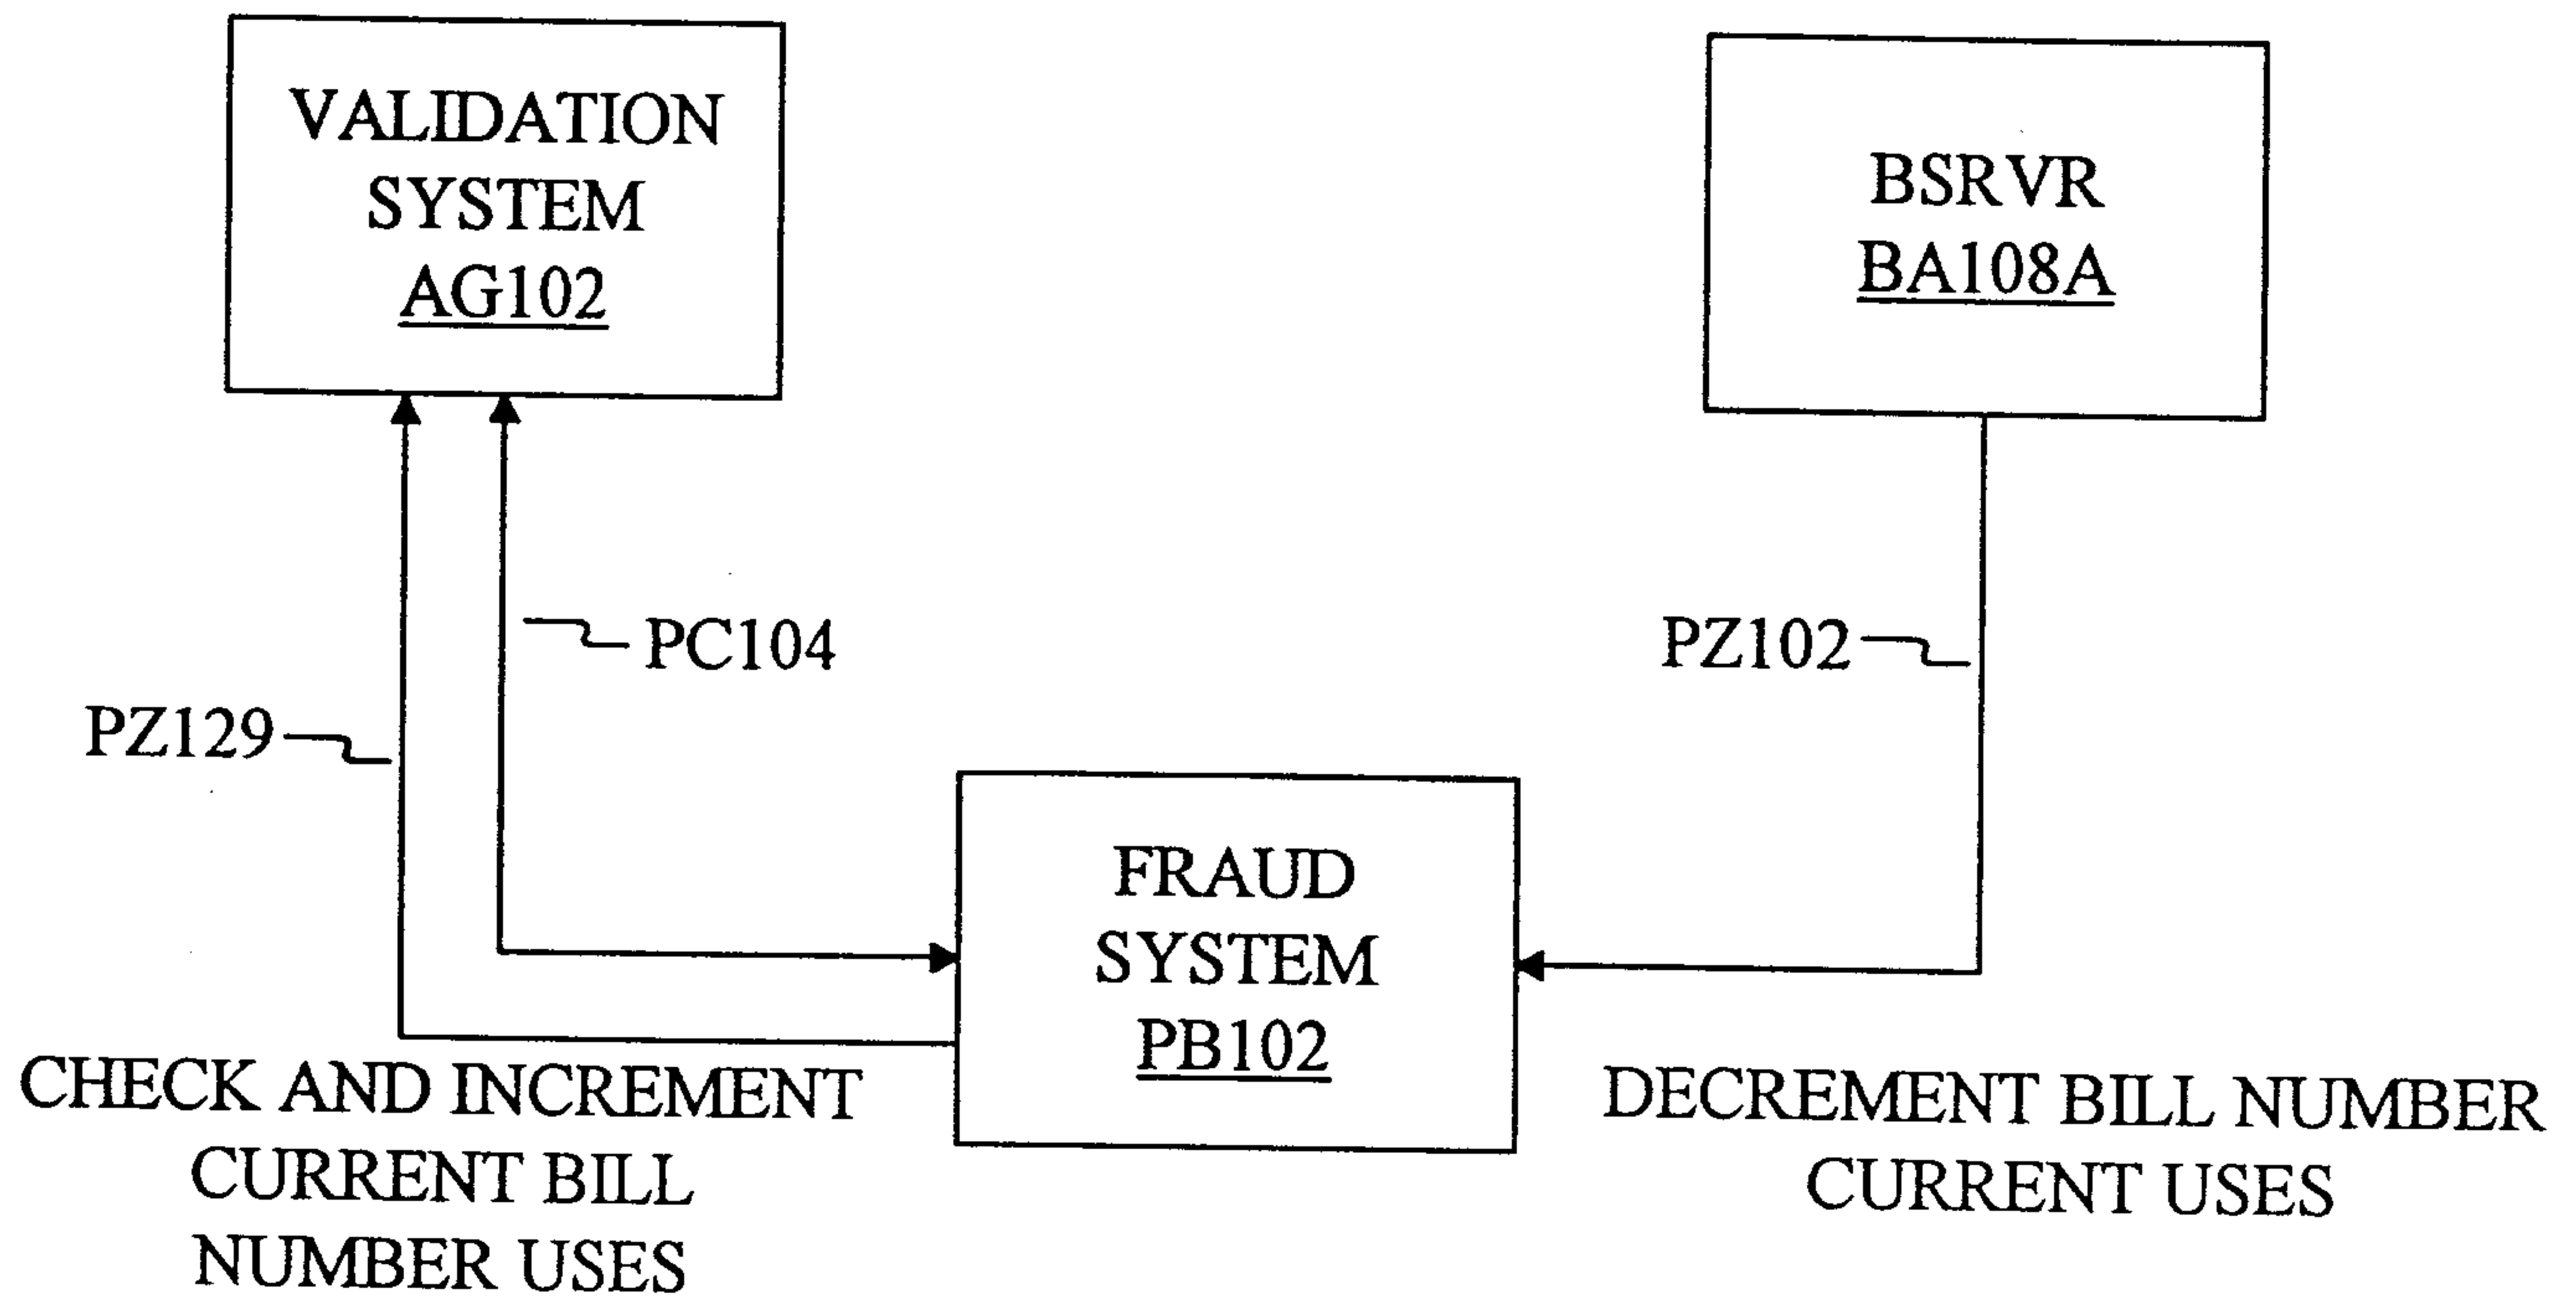 VALIDATION
SYSTEM
AG102
BSRVR
BA108A
PC104
PZ102
PZ129
FRAUD
SYSTEM
PB102
CHECK AND INCREMENT
CURRENT BILL
NUMBER USES
DECREMENT BILL NUMBER
CURRENT USES